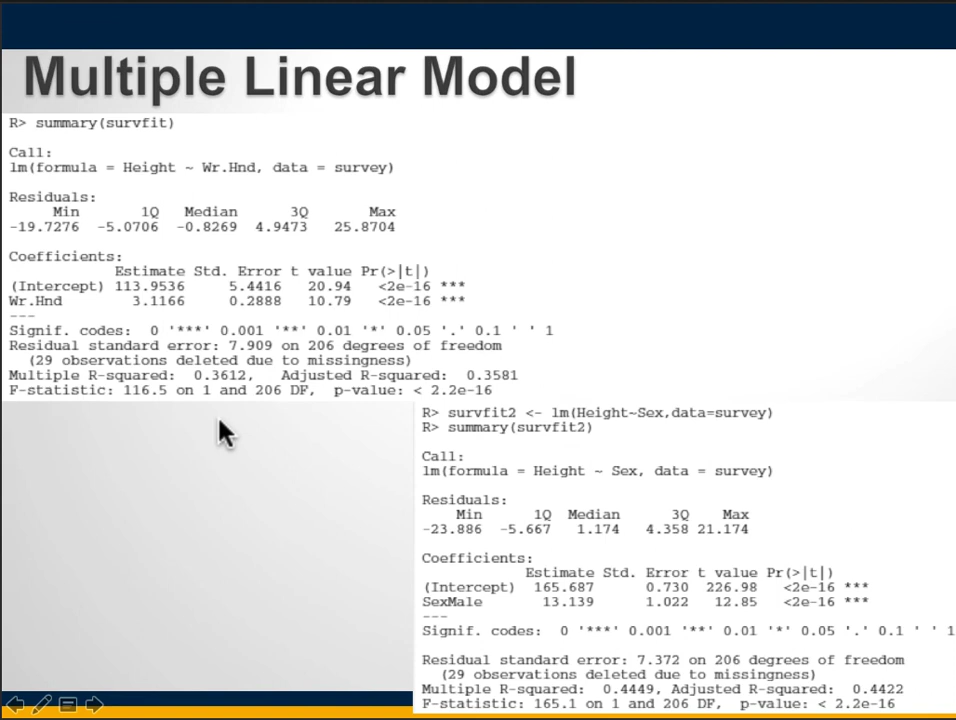 Multiple Linear Model
R> summary(survfit)
Call:
lm(formula = Height ~ Wr.Hnd, data = survey)
Residuals:
     Min       1Q   Median       3Q      Max
-19.7276  -5.0706  -0.8269   4.9473  25.8704
Coefficients:
            Estimate Std. Error t value Pr(>|t|)
(Intercept) 113.9536     5.4416   20.94   <2e-16 ***
Wr.Hnd        3.1166     0.2888   10.79   <2e-16 ***
---
Signif. codes:  0 '***' 0.001 '**' 0.01 '*' 0.05 '.' 0.1 ' ' 1
Residual standard error: 7.909 on 206 degrees of freedom
  (29 observations deleted due to missingness)
Multiple R-squared:  0.3612,   Adjusted R-squared:  0.3581
F-statistic: 116.5 on 1 and 206 DF,  p-value: < 2.2e-16
R> survfit2 <- lm(Height~Sex,data=survey)
R> summary(survfit2)
Call:
lm(formula = Height ~ Sex, data = survey)
Residuals:
    Min      1Q  Median      3Q     Max
-23.886  -5.667   1.174   4.358  21.174
Coefficients:
            Estimate Std. Error t value Pr(>|t|)
(Intercept)  165.687      0.730  226.98   <2e-16 ***
SexMale       13.139      1.022   12.85   <2e-16 ***
---
Signif. codes:  0 '***' 0.001 '**' 0.01 '*' 0.05 '.' 0.1 ' ' 1
Residual standard error: 7.372 on 206 degrees of freedom
  (29 observations deleted due to missingness)
Multiple R-squared:  0.4449, Adjusted R-squared:  0.4422
F-statistic: 165.1 on 1 and 206 DF,  p-value: < 2.2e-16